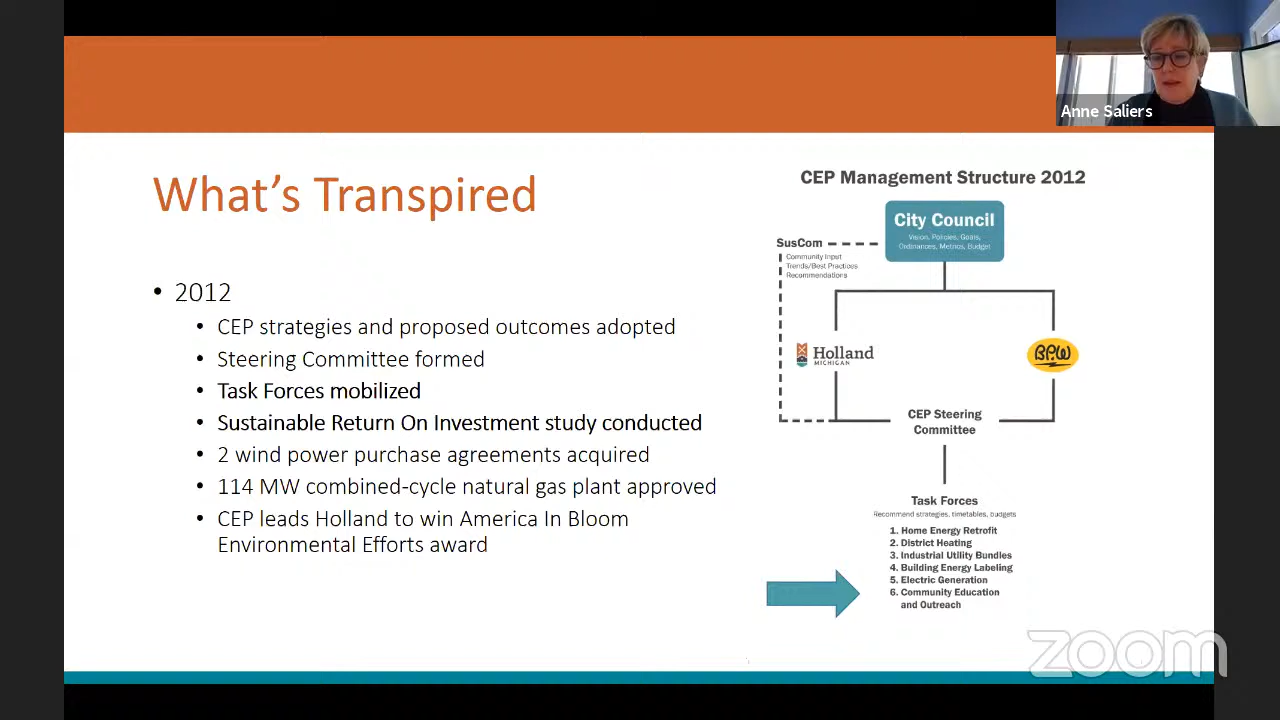 Anne Saliers
What's Transpired
• 2012
• CEP strategies and proposed outcomes adopted
• Steering Committee formed
• Task Forces mobilized
• Sustainable Return On Investment study conducted
• 2 wind power purchase agreements acquired
• 114 MW combined-cycle natural gas plant approved
• CEP leads Holland to win America In Bloom
Environmental Efforts award
CEP Management Structure 2012
City Council
Vision, Policies, Goals,
Ordinances, Metrics, Budget
SusCom
Community Input
Trends/Best Practices
Recommendations
Holland
MICHIGAN
BPW
CEP Steering
Committee
Task Forces
Recommend strategies, timetables, budgets
1. Home Energy Retrofit
2. District Heating
3. Industrial Utility Bundles
4. Building Energy Labeling
5. Electric Generation
6. Community Education
and Outreach
zoom